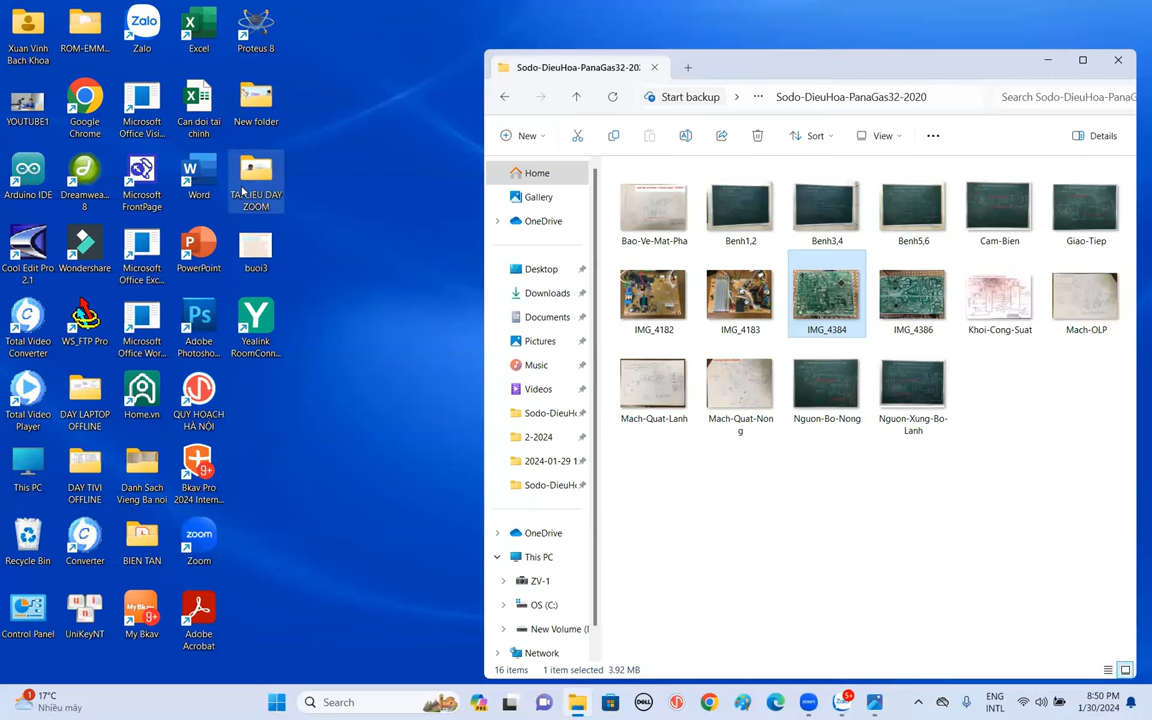 Xuan Vinh
Bach Khoa
ROM-EMM...
Zalo
Excel
Proteus 8
YOUTUBE1
Google
Chrome
Microsoft
Office Visi...
Can doi tai
chinh
New folder
Arduino IDE
Dreamwea...
8
Microsoft
FrontPage
Word
TAI LIEU DAY
ZOOM
Cool Edit Pro
2.1
Wondershare
Microsoft
Office Exc...
PowerPoint
buoi3
Total Video
Converter
WS_FTP Pro
Microsoft
Office Wor...
Adobe
Photosho...
Yealink
RoomConn...
Total Video
Player
DAY LAPTOP
OFFLINE
Home.vn
QUY HOACH
HÀ NỘI
This PC
DAY TIVI
OFFLINE
Danh Sach
Vieng Ba noi
Bkav Pro
2024 Intern...
Recycle Bin
Converter
BIEN TAN
Zoom
Control Panel
UniKeyNT
My Bkav
Adobe
Acrobat
Sodo-DieuHoa-PanaGas32-202
Start backup
Sodo-DieuHoa-PanaGas32-2020
Search Sodo-DieuHoa-PanaG
New
Sort
View
Details
Home
Gallery
OneDrive
Desktop
Downloads
Documents
Pictures
Music
Videos
Sodo-DieuHo
2-2024
2024-01-29 1
Sodo-DieuHo
OneDrive
This PC
ZV-1
OS (C:)
New Volume (
Network
Bao-Ve-Mat-Pha
Benh1,2
Benh3,4
Benh5,6
Cam-Bien
Giao-Tiep
IMG_4182
IMG_4183
IMG_4384
IMG_4386
Khoi-Cong-Suat
Mach-OLP
Mach-Quat-Lanh
Mach-Quat-Non
g
Nguon-Bo-Nong
Nguon-Xung-Bo-
Lanh
16 items
1 item selected 3.92 MB
17°C
Nhiều mây
Search
ENG
INTL
8:50 PM
1/30/2024